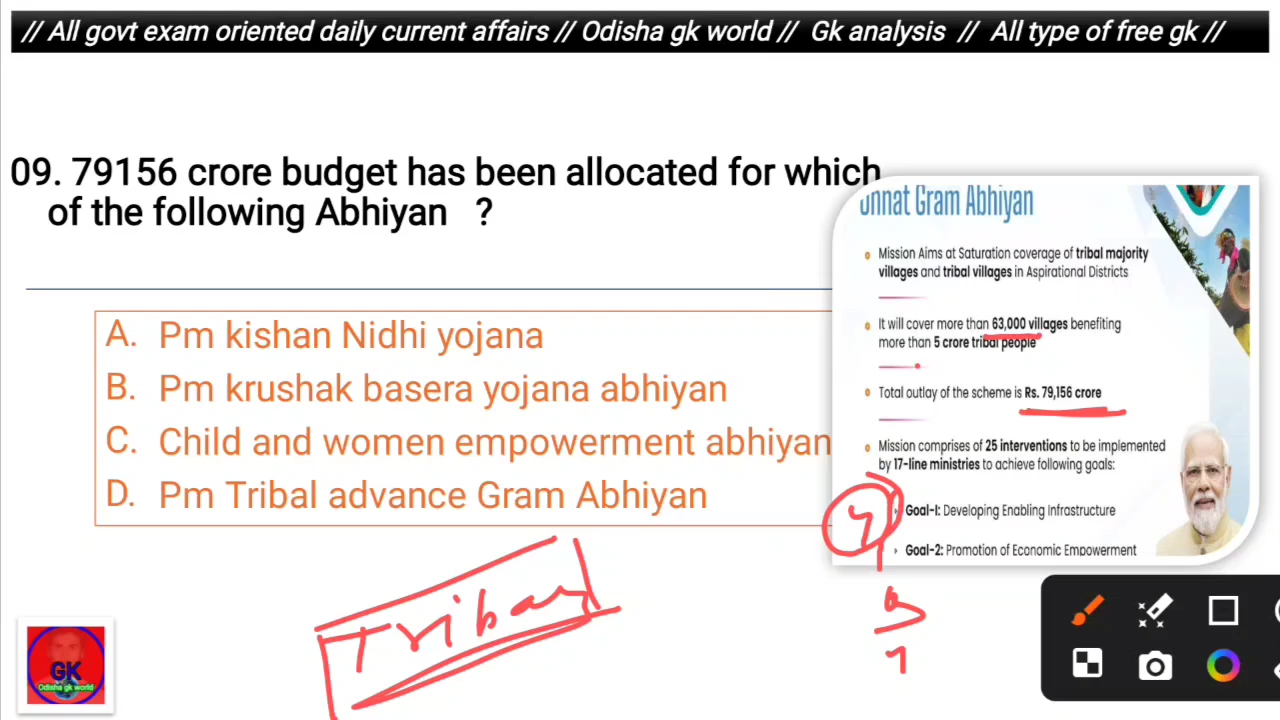 // All govt exam oriented daily current affairs // Odisha gk world // Gk analysis // All type of free gk //
09. 79156 crore budget has been allocated for which
of the following Abhiyan ?
A. Pm kishan Nidhi yojana
B. Pm krushak basera yojana abhiyan
C. Child and women empowerment abhiyan
D. Pm Tribal advance Gram Abhiyan
Unnat Gram Abhiyan
Mission Aims at Saturation coverage of tribal majority
villages and tribal villages in Aspirational Districts
It will cover more than 63,000 villages benefiting
more than 5 crore tribal people
Total outlay of the scheme is Rs. 79,156 crore
Mission comprises of 25 interventions to be implemented
by 17-line ministries to achieve following goals:
Goal-1: Developing Enabling Infrastructure
Goal-2: Promotion of Economic Empowerment
Tribal
GK
Odisha gk world